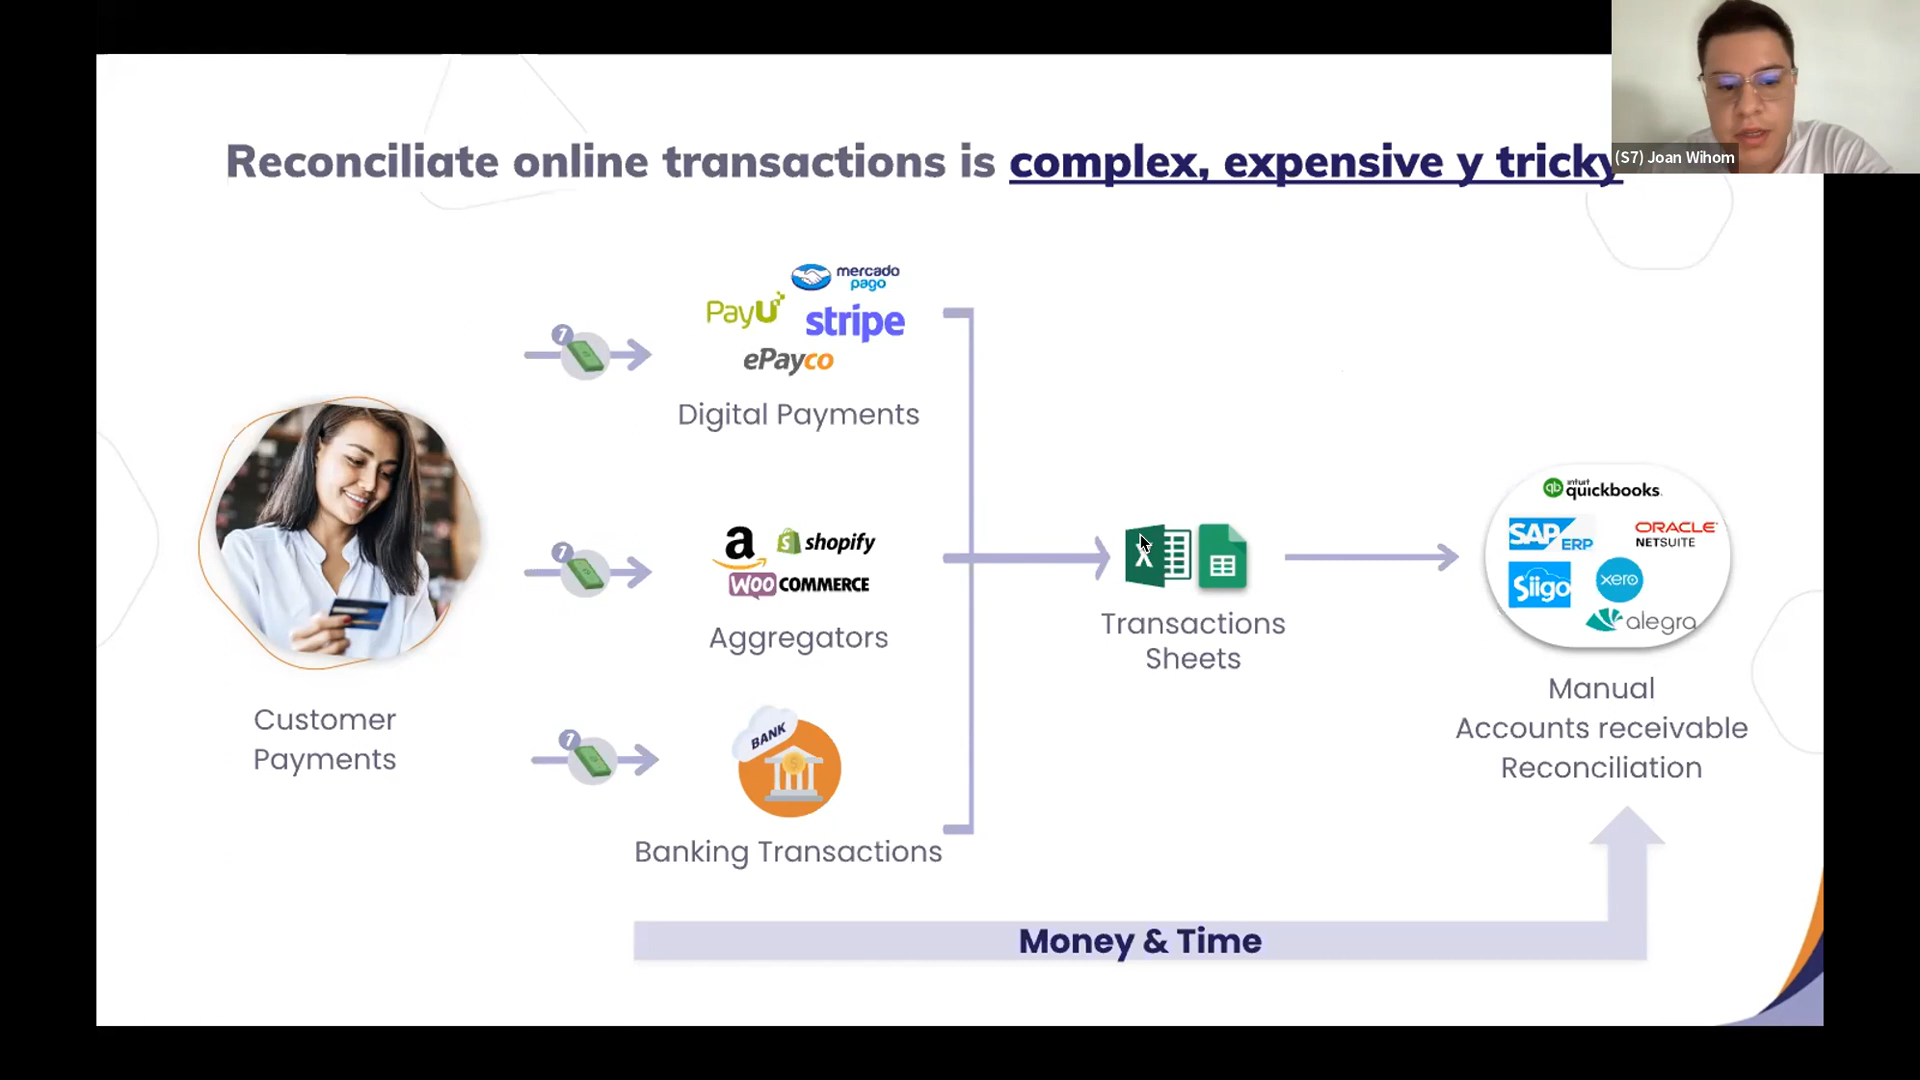 (S7) Joan Wihom
Reconciliate online transactions is complex, expensive y tricky
mercado
pago
PayU
stripe
ePayco
Digital Payments
a
shopify
WOO COMMERCE
Aggregators
BANK
Banking Transactions
Customer
Payments
X
Transactions
Sheets
qb intuit quickbooks.
SAP ERP
ORACLE
NETSUITE
Siigo
xero
alegra
Manual
Accounts receivable
Reconciliation
Money & Time